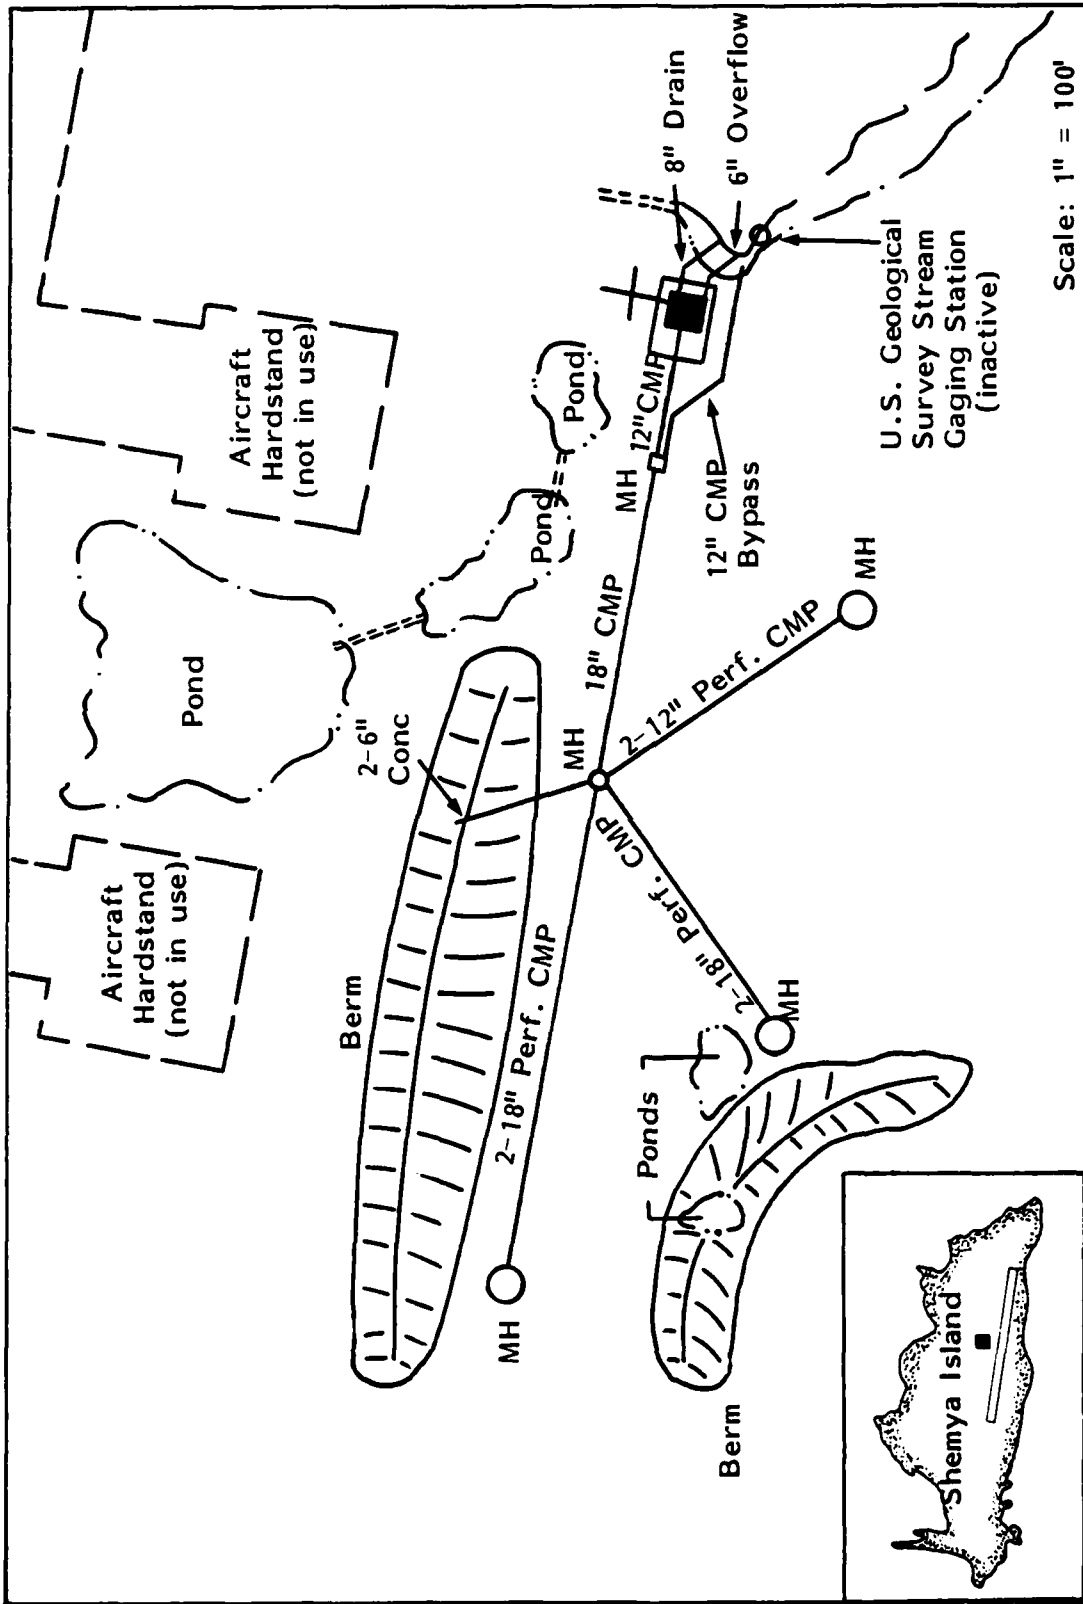 Aircraft
Hardstand
(not in use)
Pond
Aircraft
Hardstand
(not in use)
Berm
2-6"
Conc
Pond
Pond
8" Drain
6" Overflow
2-18" Perf. CMP
MH
MH
18" CMP
MH
12" CMP
12" CMP
Bypass
2-12" Perf. CMP
MH
2-18" Perf. CMP
MH
Ponds
Berm
U.S. Geological
Survey Stream
Gaging Station
(inactive)
Shemya Island
Scale: 1" = 100'